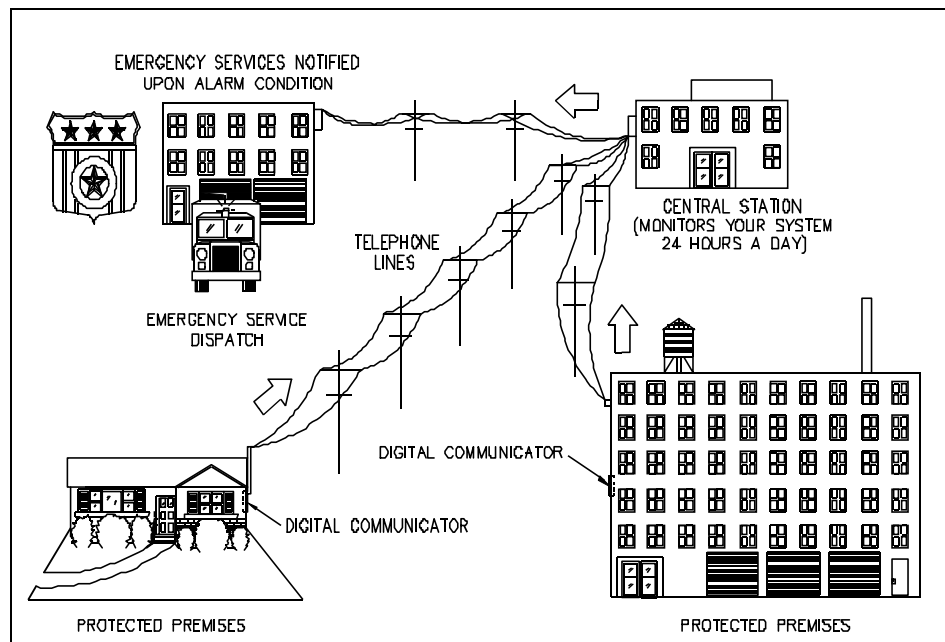 EMERGENCY SERVICES NOTIFIED
UPON ALARM CONDITION
CENTRAL STATION
(MONITORS YOUR SYSTEM
24 HOURS A DAY)
TELEPHONE
LINES
EMERGENCY SERVICE
DISPATCH
DIGITAL COMMUNICATOR
DIGITAL COMMUNICATOR
PROTECTED PREMISES
PROTECTED PREMISES